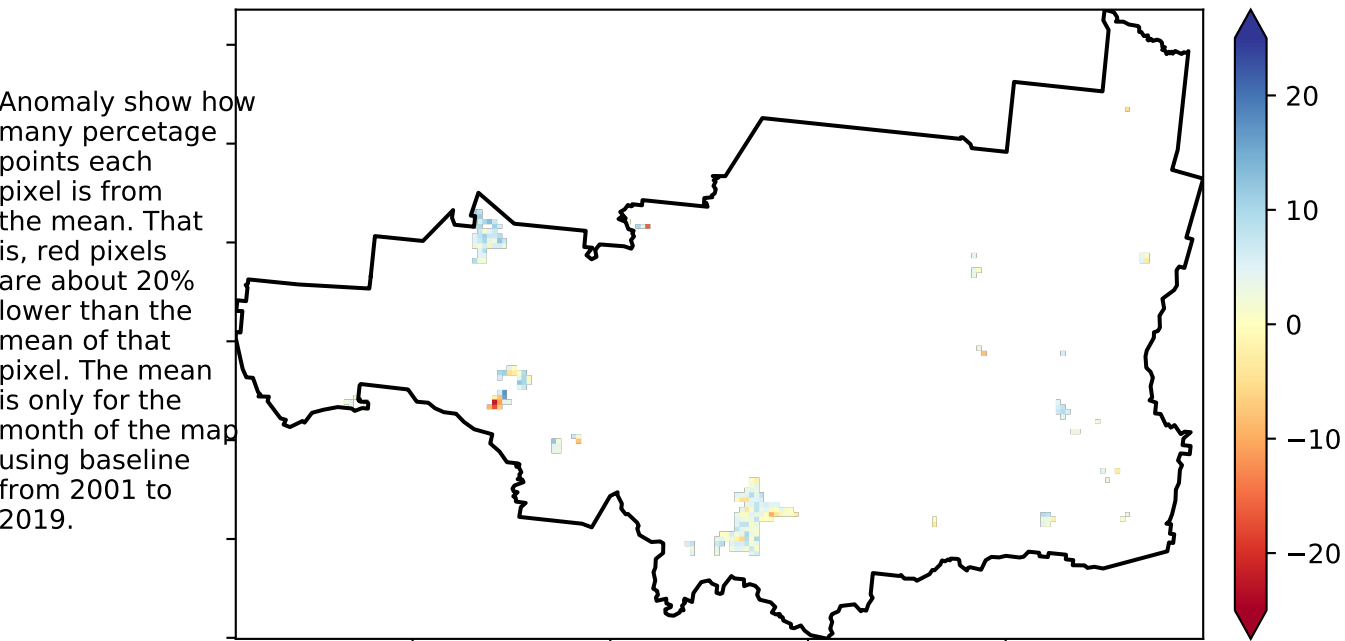 Anomaly show how
many percetage
points each
pixel is from
the mean. That
is, red pixels
are about 20%
lower than the
mean of that
pixel. The mean
is only for the
month of the map
using baseline
from 2001 to
2019.
20
10
0
−10
−20